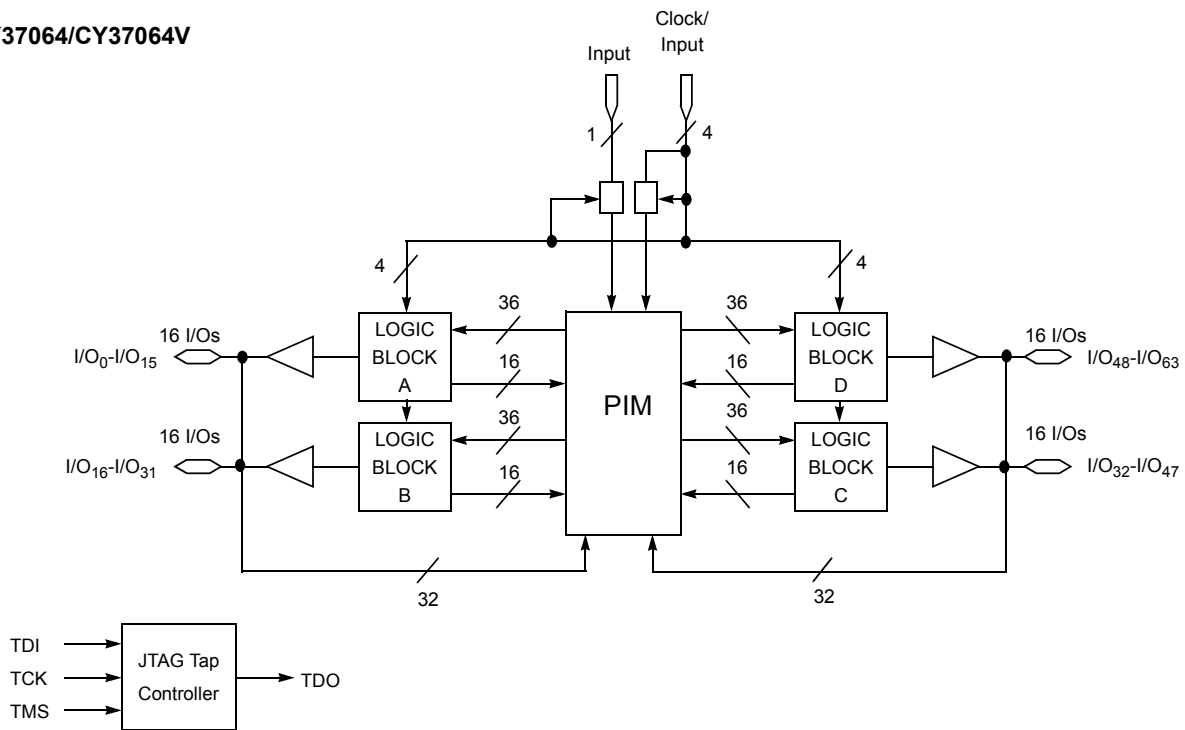 Y37064/CY37064V
Clock/
Input
Input
1
4
4
4
36
36
16 I/Os
LOGIC
BLOCK
A
LOGIC
BLOCK
D
16 I/Os
I/O0-I/O15
I/O48-I/O63
16
16
PIM
36
36
16 I/Os
LOGIC
BLOCK
B
LOGIC
BLOCK
C
16 I/Os
I/O16-I/O31
I/O32-I/O47
16
16
32
32
TDI
TCK
TMS
JTAG Tap
Controller
TDO